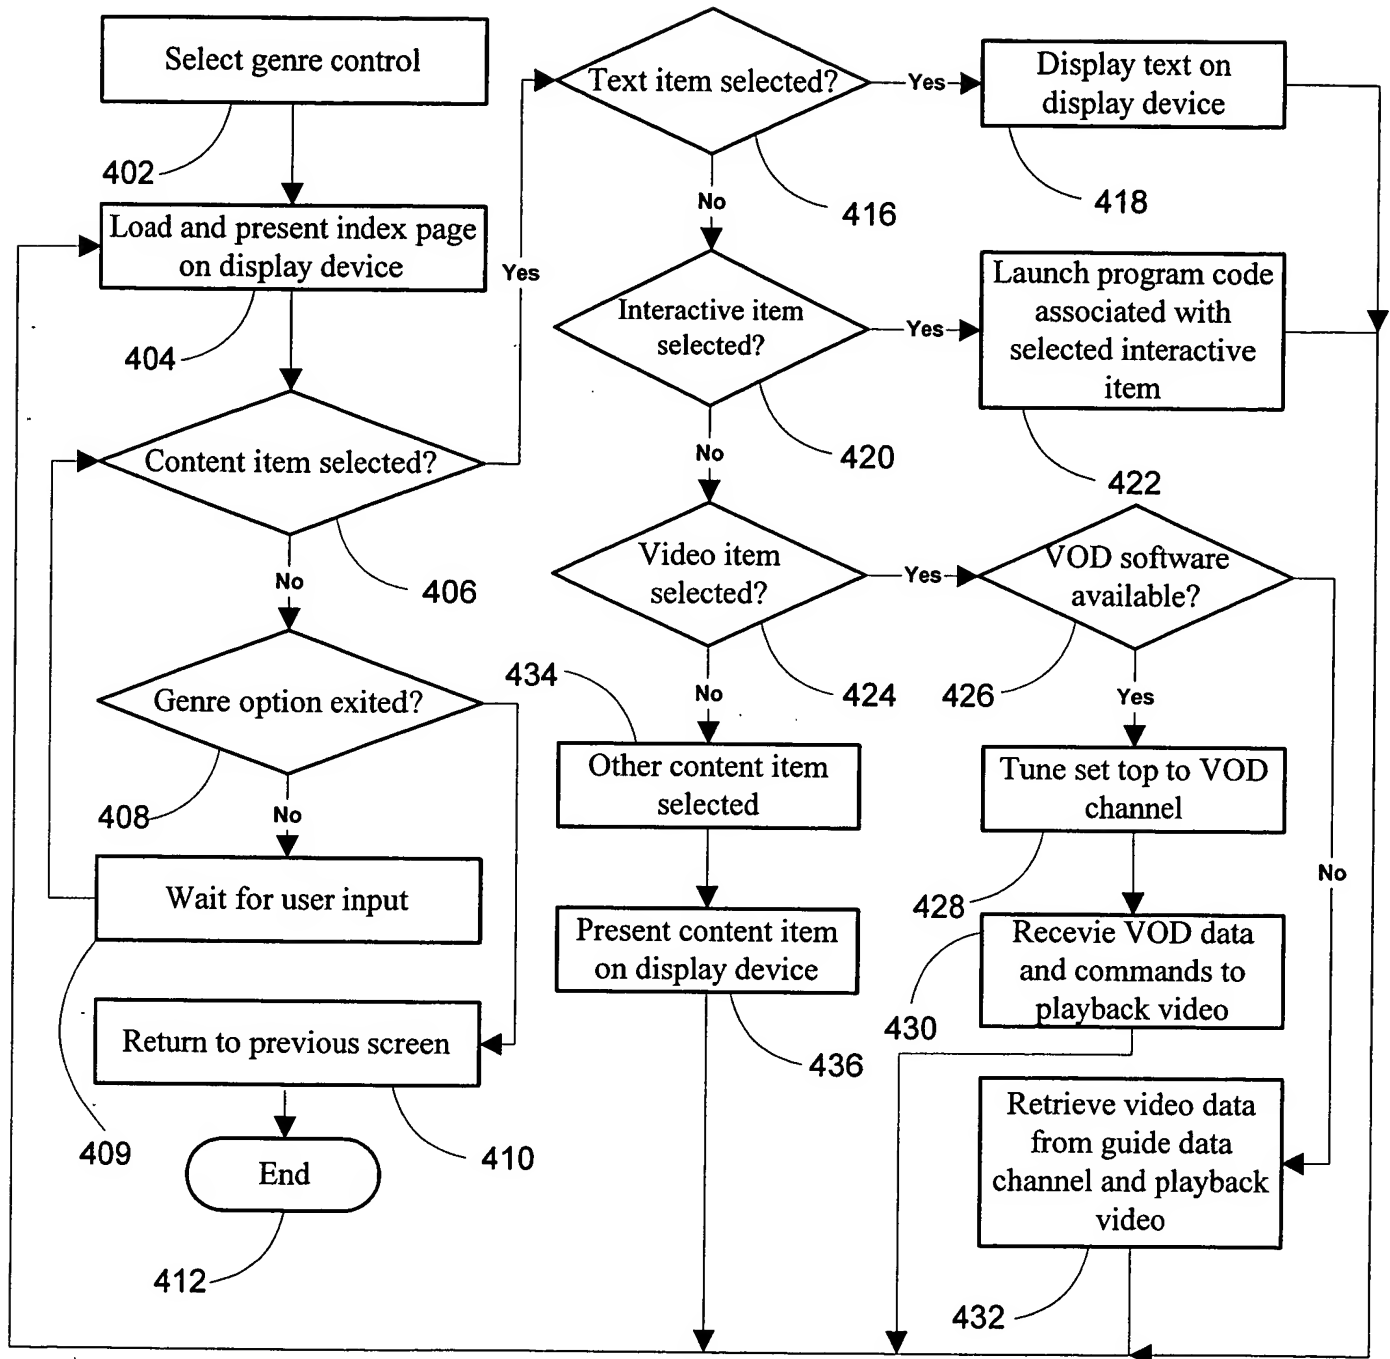 Select genre control
402
Load and present index page
on display device
404
Content item selected?
Yes
406
No
Genre option exited?
408
No
Wait for user input
409
Return to previous screen
410
End
412
Text item selected?
Yes
416
No
Display text on
display device
418
Interactive item
selected?
Yes
420
No
Launch program code
associated with
selected interactive
item
422
Video item
selected?
Yes
424
No
VOD software
available?
426
Yes
No
434
Other content item
selected
Present content item
on display device
436
Tune set top to VOD
channel
428
Recevie VOD data
and commands to
playback video
430
Retrieve video data
from guide data
channel and playback
video
432